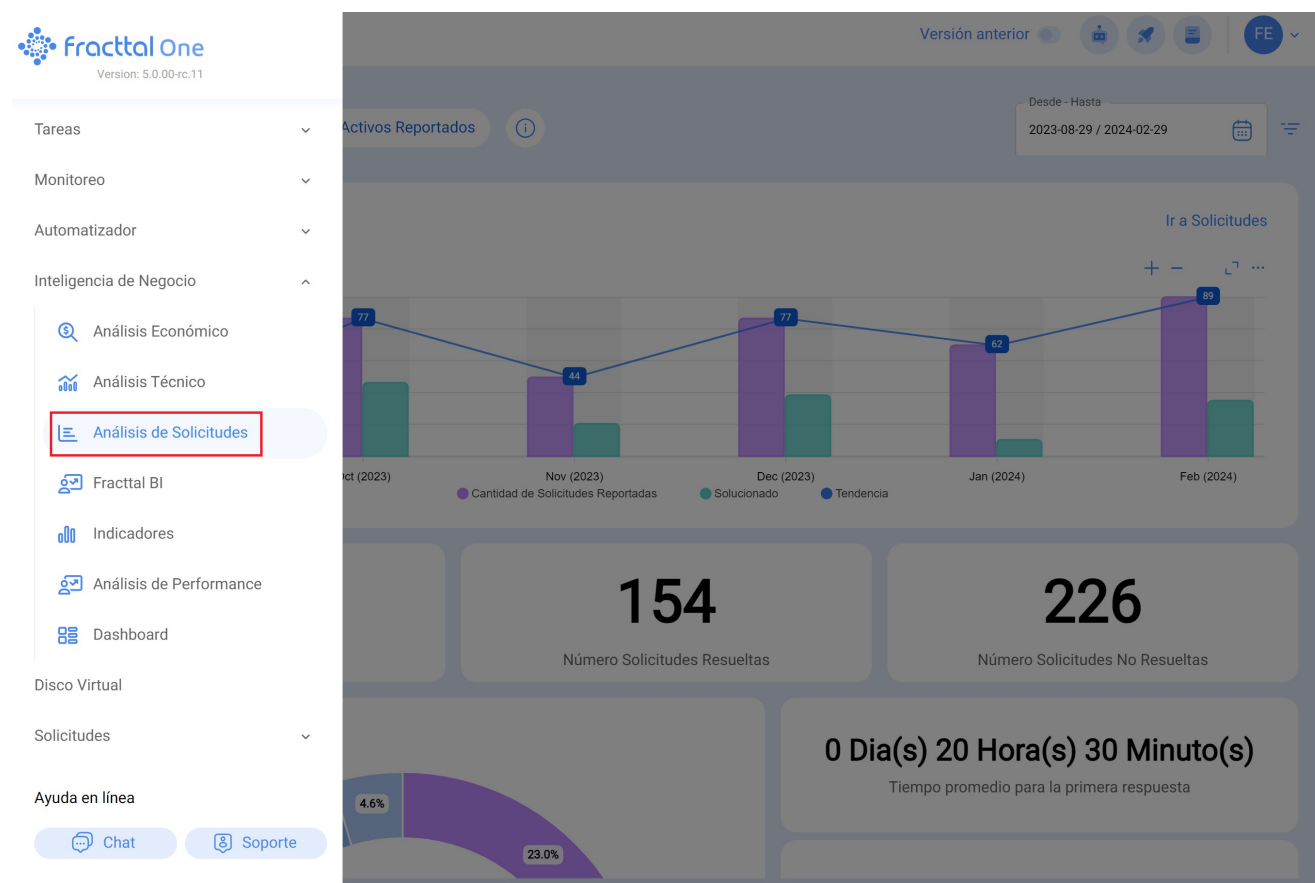 fracttal One
Version: 5.0.00-rc.11
Tareas
Monitoreo
Automatizador
Inteligencia de Negocio
Análisis Económico
Análisis Técnico
Análisis de Solicitudes
Fracttal BI
Indicadores
Análisis de Performance
Dashboard
Disco Virtual
Solicitudes
Ayuda en línea
Chat
Soporte
Versión anterior
FE
Activos Reportados
Desde - Hasta
2023-08-29 / 2024-02-29
Ir a Solicitudes
77
44
77
62
89
ct (2023)
Nov (2023)
Dec (2023)
Jan (2024)
Feb (2024)
Cantidad de Solicitudes Reportadas
Solucionado
Tendencia
154
Número Solicitudes Resueltas
226
Número Solicitudes No Resueltas
4.6%
23.0%
0 Dia(s) 20 Hora(s) 30 Minuto(s)
Tiempo promedio para la primera respuesta